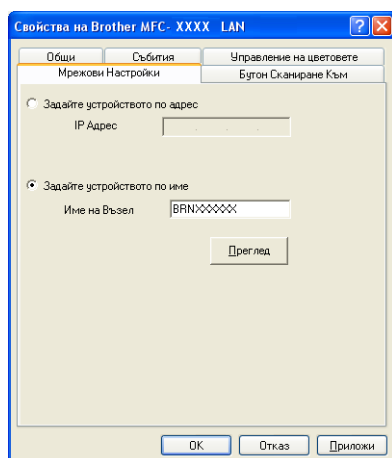 Свойства на Brother MFC- XXXX LAN
Общи Събития Управление на цветовете
Мрежови Настройки Бутон Сканиране Към
Задайте устройството по адрес
IP Адрес
Задайте устройството по име
Име на Възел BRNXXXXXX
Преглед
OK Отказ Приложи